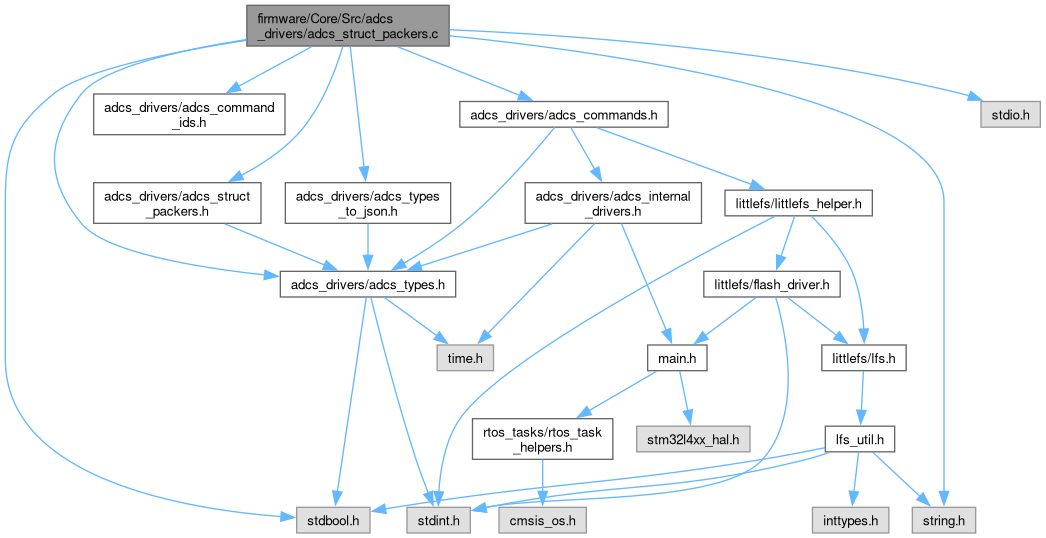 firmware/Core/Src/adcs
_drivers/adcs_struct_packers.c
adcs_drivers/adcs_command
_ids.h
adcs_drivers/adcs_commands.h
stdio.h
adcs_drivers/adcs_struct
_packers.h
adcs_drivers/adcs_types
_to_json.h
adcs_drivers/adcs_internal
_drivers.h
littlefs/littlefs_helper.h
adcs_drivers/adcs_types.h
littlefs/flash_driver.h
time.h
main.h
littlefs/lfs.h
rtos_tasks/rtos_task
_helpers.h
stm32l4xx_hal.h
lfs_util.h
stdbool.h
stdint.h
cmsis_os.h
inttypes.h
string.h